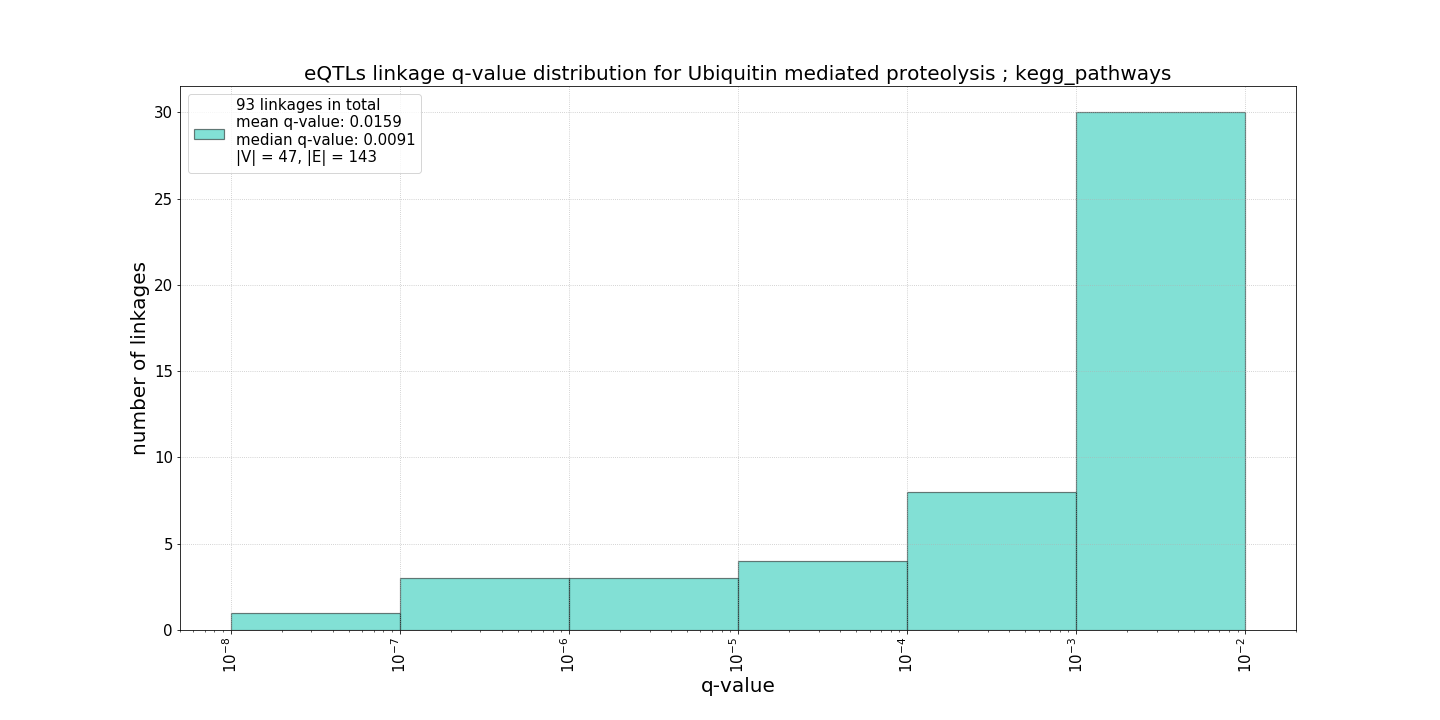 eQTLs linkage q-value distribution for Ubiquitin mediated proteolysis ; kegg_pathways
93 linkages in total
mean q-value: 0.0159
median q-value: 0.0091
|V| = 47, |E| = 143
number of linkages
30
25
20
15
10
5
0
10⁻⁸ 10⁻⁷ 10⁻⁶ 10⁻⁵ 10⁻⁴ 10⁻³ 10⁻²
q-value